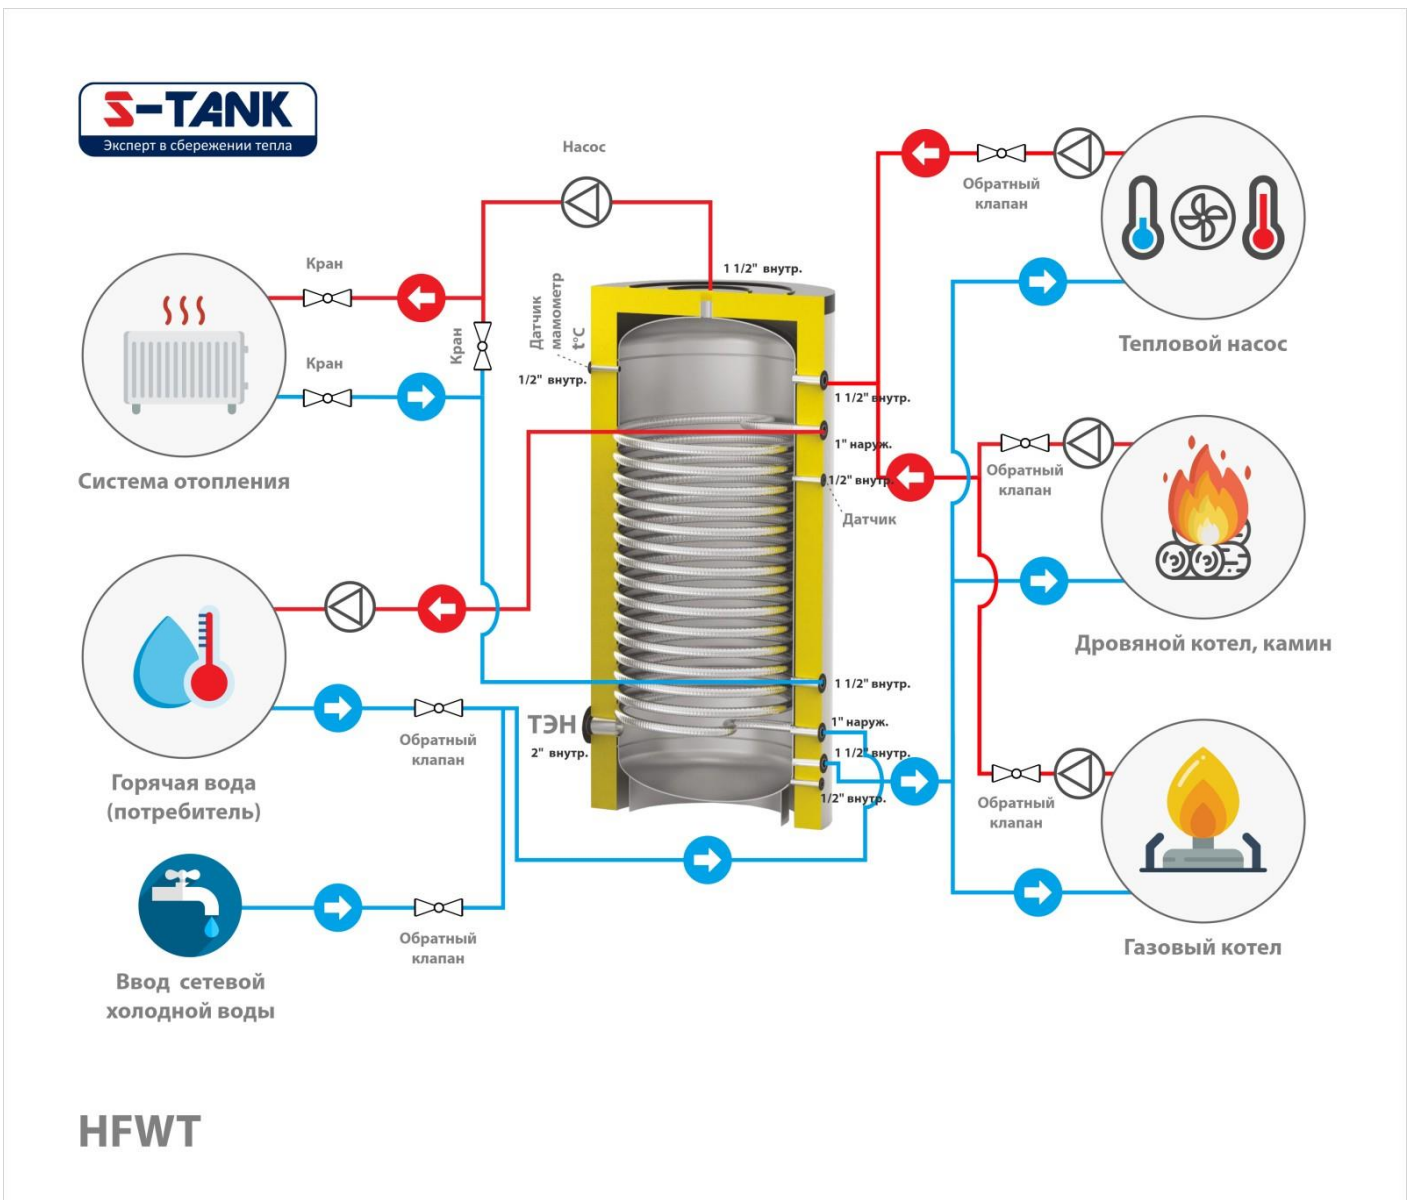 S-TANK
Эксперт в сбережении тепла
Насос
Обратный
клапан
Кран
1 1/2" внутр.
Датчик
мамометр
t°C
Кран
Кран
1/2" внутр.
Тепловой насос
1 1/2" внутр.
1" наруж.
Обратный
клапан
1/2" внутр.
Датчик
Система отопления
Дровяной котел, камин
1 1/2" внутр.
ТЭН
2" внутр.
1" наруж.
1 1/2" внутр.
1/2" внутр.
Обратный
клапан
Горячая вода
(потребитель)
Обратный
клапан
Обратный
клапан
Газовый котел
Ввод сетевой
холодной воды
HFWT